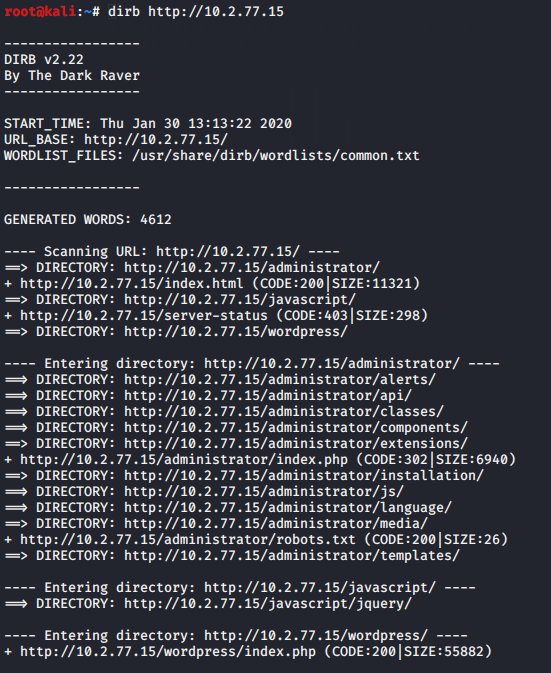 root@kali:~# dirb http://10.2.77.15
-----------------
DIRB v2.22
By The Dark Raver
-----------------
START_TIME: Thu Jan 30 13:13:22 2020
URL_BASE: http://10.2.77.15/
WORDLIST_FILES: /usr/share/dirb/wordlists/common.txt
-----------------
GENERATED WORDS: 4612
---- Scanning URL: http://10.2.77.15/ ----
==> DIRECTORY: http://10.2.77.15/administrator/
+ http://10.2.77.15/index.html (CODE:200|SIZE:11321)
==> DIRECTORY: http://10.2.77.15/javascript/
+ http://10.2.77.15/server-status (CODE:403|SIZE:298)
==> DIRECTORY: http://10.2.77.15/wordpress/
---- Entering directory: http://10.2.77.15/administrator/ ----
==> DIRECTORY: http://10.2.77.15/administrator/alerts/
==> DIRECTORY: http://10.2.77.15/administrator/api/
==> DIRECTORY: http://10.2.77.15/administrator/classes/
==> DIRECTORY: http://10.2.77.15/administrator/components/
==> DIRECTORY: http://10.2.77.15/administrator/extensions/
+ http://10.2.77.15/administrator/index.php (CODE:302|SIZE:6940)
==> DIRECTORY: http://10.2.77.15/administrator/installation/
==> DIRECTORY: http://10.2.77.15/administrator/js/
==> DIRECTORY: http://10.2.77.15/administrator/language/
==> DIRECTORY: http://10.2.77.15/administrator/media/
+ http://10.2.77.15/administrator/robots.txt (CODE:200|SIZE:26)
==> DIRECTORY: http://10.2.77.15/administrator/templates/
---- Entering directory: http://10.2.77.15/javascript/ ----
==> DIRECTORY: http://10.2.77.15/javascript/jquery/
---- Entering directory: http://10.2.77.15/wordpress/ ----
+ http://10.2.77.15/wordpress/index.php (CODE:200|SIZE:55882)